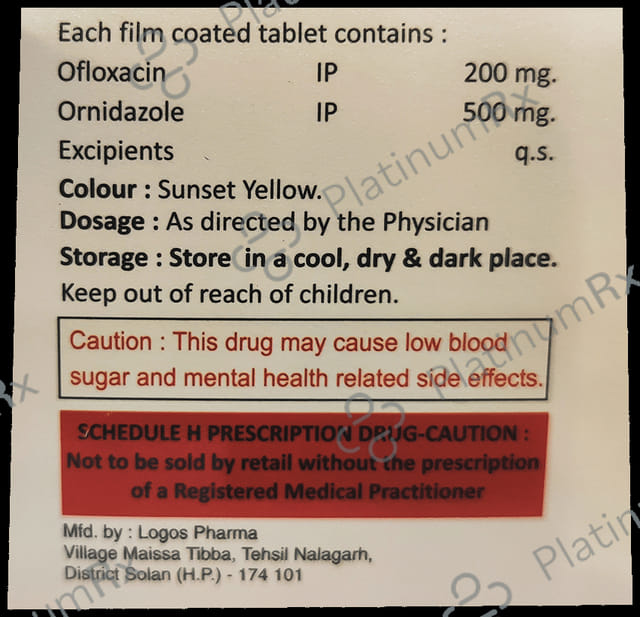 Each film coated tablet contains :
Ofloxacin IP 200 mg.
Ornidazole IP 500 mg.
Excipients q.s.
Colour : Sunset Yellow.
Dosage : As directed by the Physician
Storage : Store in a cool, dry & dark place.
Keep out of reach of children.
Caution : This drug may cause low blood
sugar and mental health related side effects.
SCHEDULE H PRESCRIPTION DRUG-CAUTION :
Not to be sold by retail without the prescription
of a Registered Medical Practitioner
Mfd. by : Logos Pharma
Village Maissa Tibba, Tehsil Nalagarh,
District Solan (H.P.) - 174 101
PlatinumRx
PlatinumRx
PlatinumRx